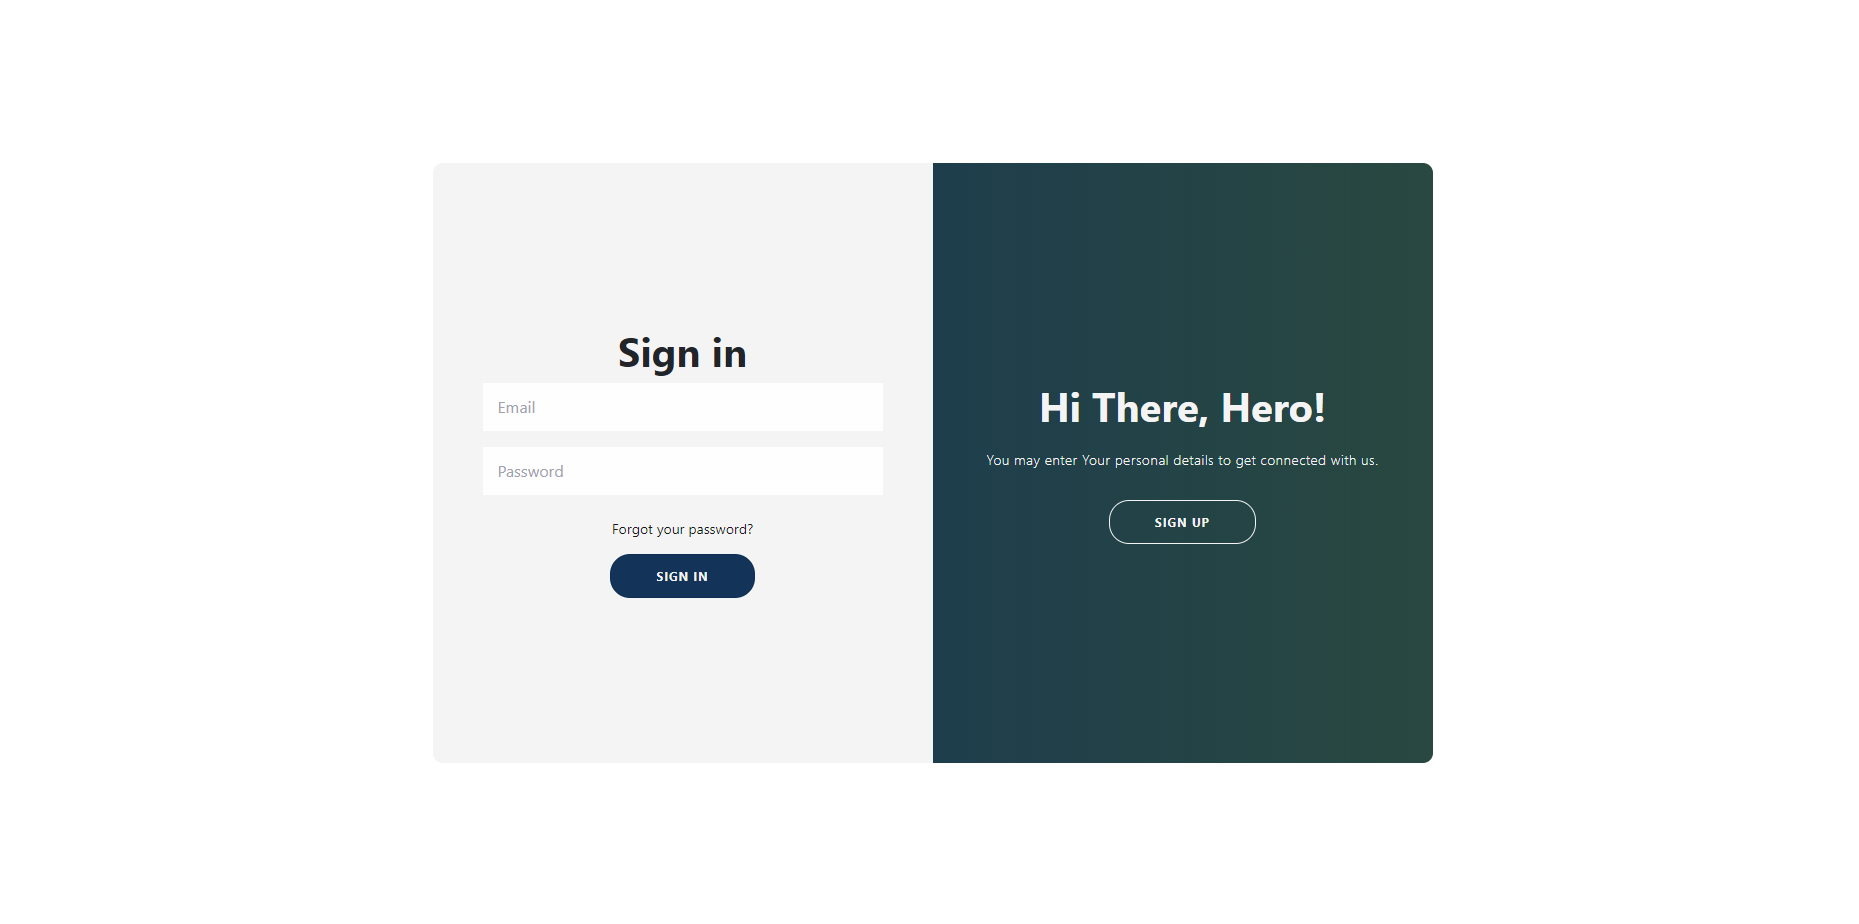 Sign in
Email
Password
Forgot your password?
SIGN IN
Hi There, Hero!
You may enter Your personal details to get connected with us.
SIGN UP